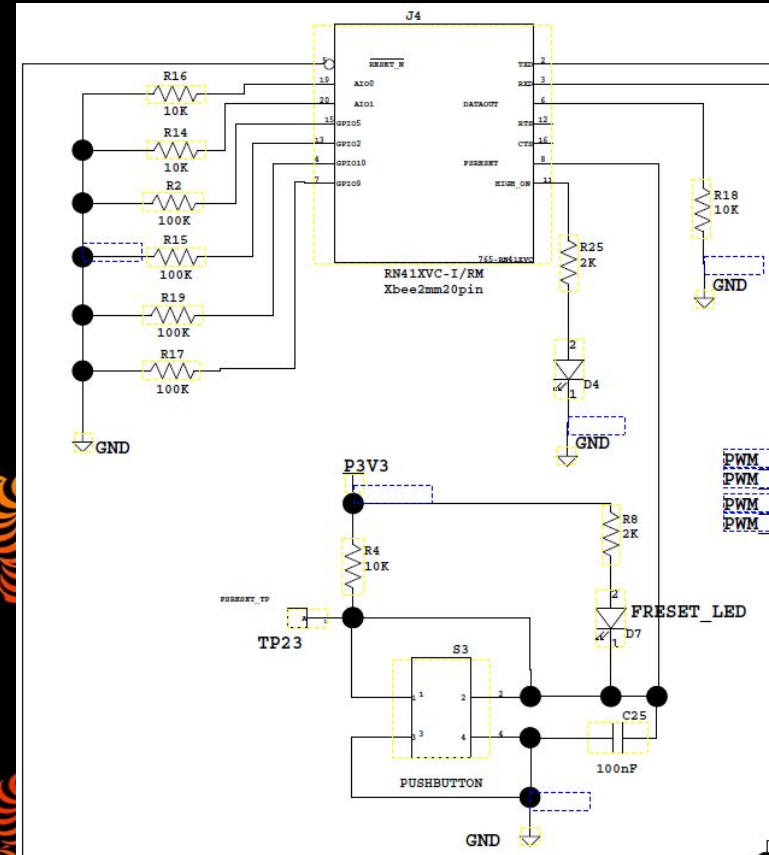 J4
RESET_N
5
19
AIO0
20
AIO1
15
GPIO5
13
GPIO2
4
GPIO10
7
GPIO9
TXD
2
RXD
3
DATAOUT
6
RTS
12
CTS
16
8
HIGH_ON
11
765-RN41XVC
RN41XVC-I/RM
Xbee2mm20pin
R16
10K
R14
10K
R2
100K
R15
100K
R19
100K
R17
100K
GND
R18
10K
GND
R25
2K
2
D4
1
GND
PWM_
PWM_
PWM_
PWM_
P3V3
R4
10K
R8
2K
2
FRESET_LED
D7
1
TP23
S3
1
1
2
2
3
3
4
4
PUSHBUTTON
C25
100nF
GND